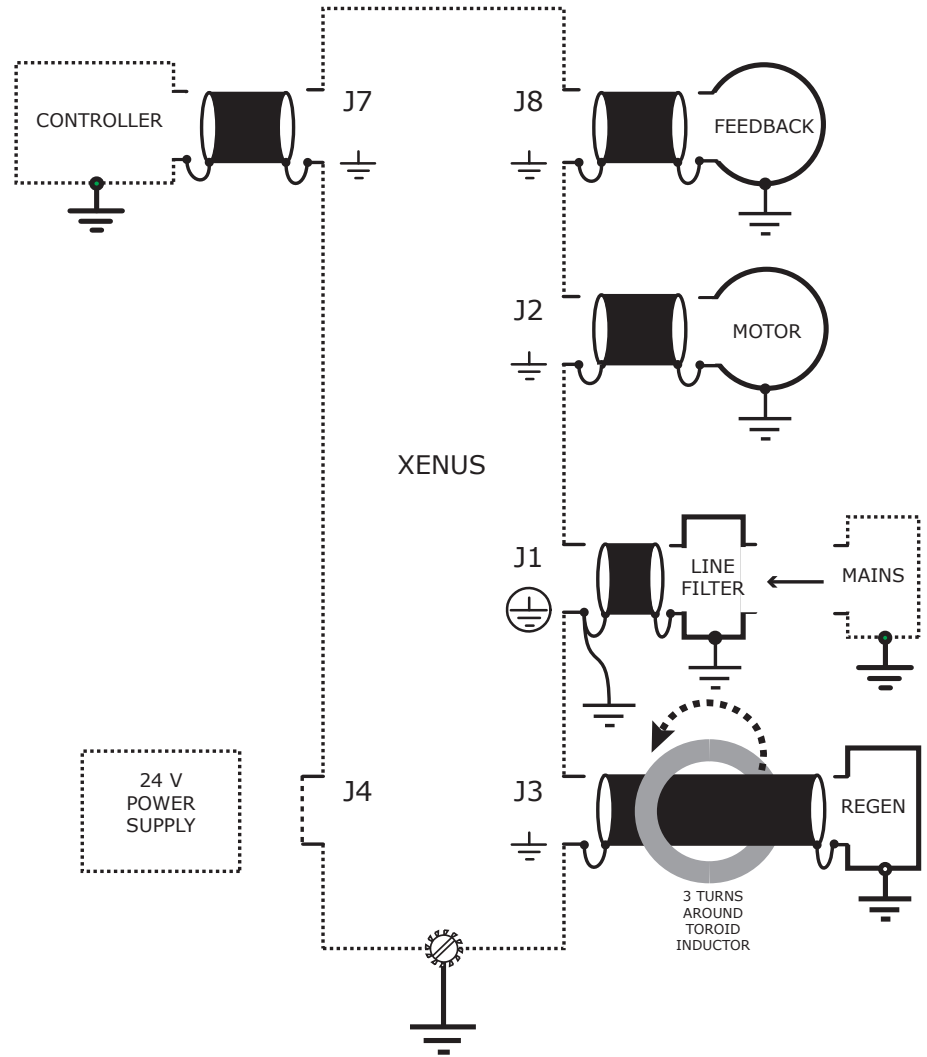 CONTROLLER
J7
J8
FEEDBACK
J2
MOTOR
XENUS
J1
LINE
FILTER
MAINS
24 V
POWER
SUPPLY
J4
J3
REGEN
3 TURNS
AROUND
TOROID
INDUCTOR